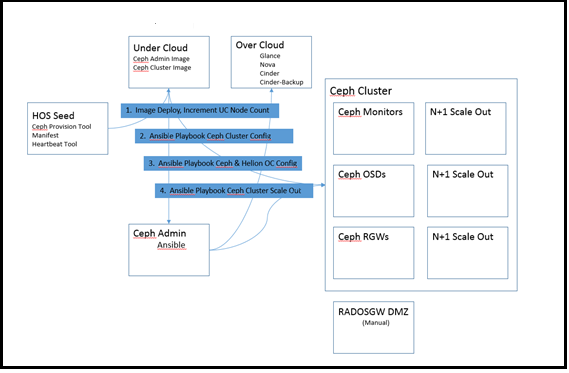 Under Cloud
Ceph Admin Image
Ceph Cluster Image
Over Cloud
Glance
Nova
Cinder
Cinder-Backup
HOS Seed
Ceph Provision Tool
Manifest
Heartbeat Tool
1. Image Deploy, Increment UC Node Count
2. Ansible Playbook Ceph Cluster Config
3. Ansible Playbook Ceph & Helion OC Config
4. Ansible Playbook Ceph Cluster Scale Out
Ceph Admin
Ansible
Ceph Cluster
Ceph Monitors
N+1 Scale Out
Ceph OSDs
N+1 Scale Out
Ceph RGWs
N+1 Scale Out
RADOSGW DMZ
(Manual)